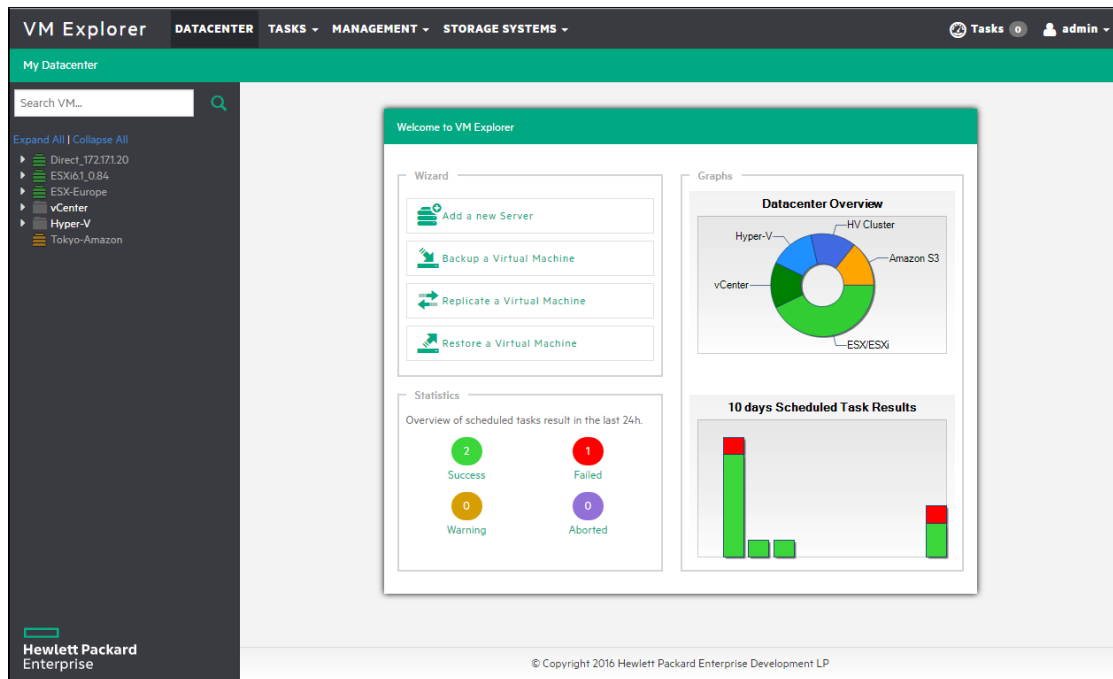 VM Explorer DATACENTER TASKS MANAGEMENT STORAGE SYSTEMS Tasks 0 admin
My Datacenter
Search VM...
Expand All | Collapse All
Direct_172.17.1.20
ESXi6.1_0.84
ESX-Europe
vCenter
Hyper-V
Tokyo-Amazon
Welcome to VM Explorer
Wizard
Add a new Server
Backup a Virtual Machine
Replicate a Virtual Machine
Restore a Virtual Machine
Statistics
Overview of scheduled tasks result in the last 24h.
2
Success
1
Failed
0
Warning
0
Aborted
Graphs
Datacenter Overview
HV Cluster
Hyper-V
Amazon S3
vCenter
ESX/ESXi
10 days Scheduled Task Results
Hewlett Packard
Enterprise
© Copyright 2016 Hewlett Packard Enterprise Development LP